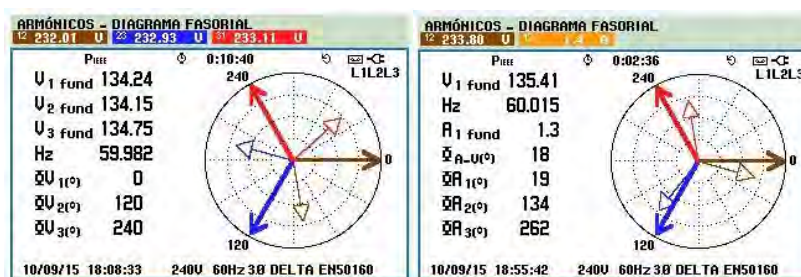 ARMÓNICOS - DIAGRAMA FASORIAL
12 232.01 U 23 232.93 U 31 233.11 U
PIEEE 0:10:40
L1L2L3
V1 fund 134.24
V2 fund 134.15
V3 fund 134.75
Hz 59.982
ΦV1(°) 0
ΦV2(°) 120
ΦV3(°) 240
240
0
120
10/09/15 18:08:33 240V 60Hz 3Ø DELTA EN50160
ARMÓNICOS - DIAGRAMA FASORIAL
12 233.80 U 12 1.4 A
PIEEE 0:02:36
L1L2L3
V1 fund 135.41
Hz 60.015
A1 fund 1.3
ΦA-V(°) 18
ΦA1(°) 19
ΦA2(°) 134
ΦA3(°) 262
240
0
120
10/09/15 18:55:42 240V 60Hz 3Ø DELTA EN50160